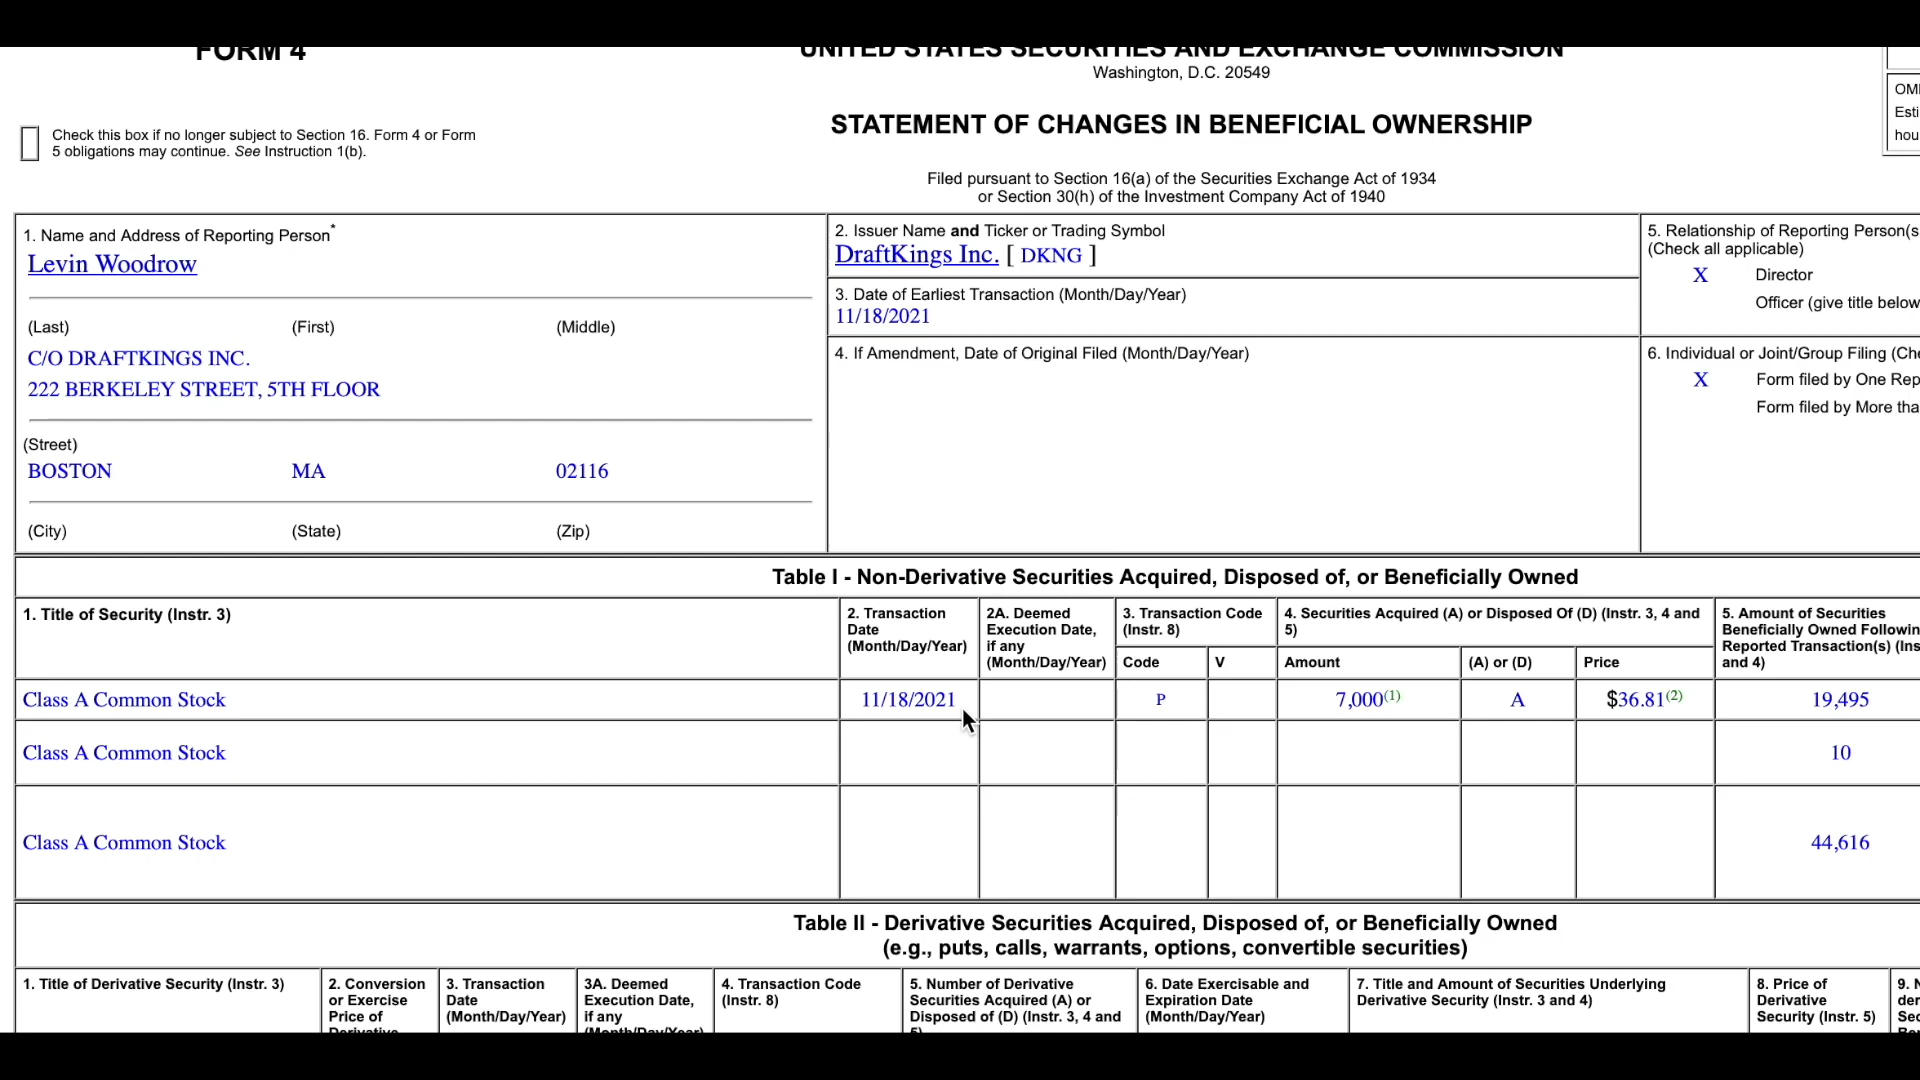 FORM 4
UNITED STATES SECURITIES AND EXCHANGE COMMISSION
Washington, D.C. 20549
STATEMENT OF CHANGES IN BENEFICIAL OWNERSHIP
Filed pursuant to Section 16(a) of the Securities Exchange Act of 1934
or Section 30(h) of the Investment Company Act of 1940
Check this box if no longer subject to Section 16. Form 4 or Form
5 obligations may continue. See Instruction 1(b).
1. Name and Address of Reporting Person*
Levin Woodrow
(Last) (First) (Middle)
C/O DRAFTKINGS INC.
222 BERKELEY STREET, 5TH FLOOR
(Street)
BOSTON MA 02116
(City) (State) (Zip)
2. Issuer Name and Ticker or Trading Symbol
DraftKings Inc. [ DKNG ]
3. Date of Earliest Transaction (Month/Day/Year)
11/18/2021
4. If Amendment, Date of Original Filed (Month/Day/Year)
5. Relationship of Reporting Person(s
(Check all applicable)
X Director
Officer (give title below
6. Individual or Joint/Group Filing (Che
X Form filed by One Rep
Form filed by More tha
Table I - Non-Derivative Securities Acquired, Disposed of, or Beneficially Owned
1. Title of Security (Instr. 3)
2. Transaction
Date
(Month/Day/Year)
2A. Deemed
Execution Date,
if any
(Month/Day/Year)
3. Transaction Code
(Instr. 8)
4. Securities Acquired (A) or Disposed Of (D) (Instr. 3, 4 and
5)
5. Amount of Securities
Beneficially Owned Followin
Reported Transaction(s) (Ins
and 4)
Code V Amount (A) or (D) Price
Class A Common Stock 11/18/2021 P 7,000(1) A $36.81(2) 19,495
Class A Common Stock 10
Class A Common Stock 44,616
Table II - Derivative Securities Acquired, Disposed of, or Beneficially Owned
(e.g., puts, calls, warrants, options, convertible securities)
1. Title of Derivative Security (Instr. 3)
2. Conversion
or Exercise
Price of
Derivative
3. Transaction
Date
(Month/Day/Year)
3A. Deemed
Execution Date,
if any
(Month/Day/Year)
4. Transaction Code
(Instr. 8)
5. Number of Derivative
Securities Acquired (A) or
Disposed of (D) (Instr. 3, 4 and
5)
6. Date Exercisable and
Expiration Date
(Month/Day/Year)
7. Title and Amount of Securities Underlying
Derivative Security (Instr. 3 and 4)
8. Price of
Derivative
Security (Instr. 5)